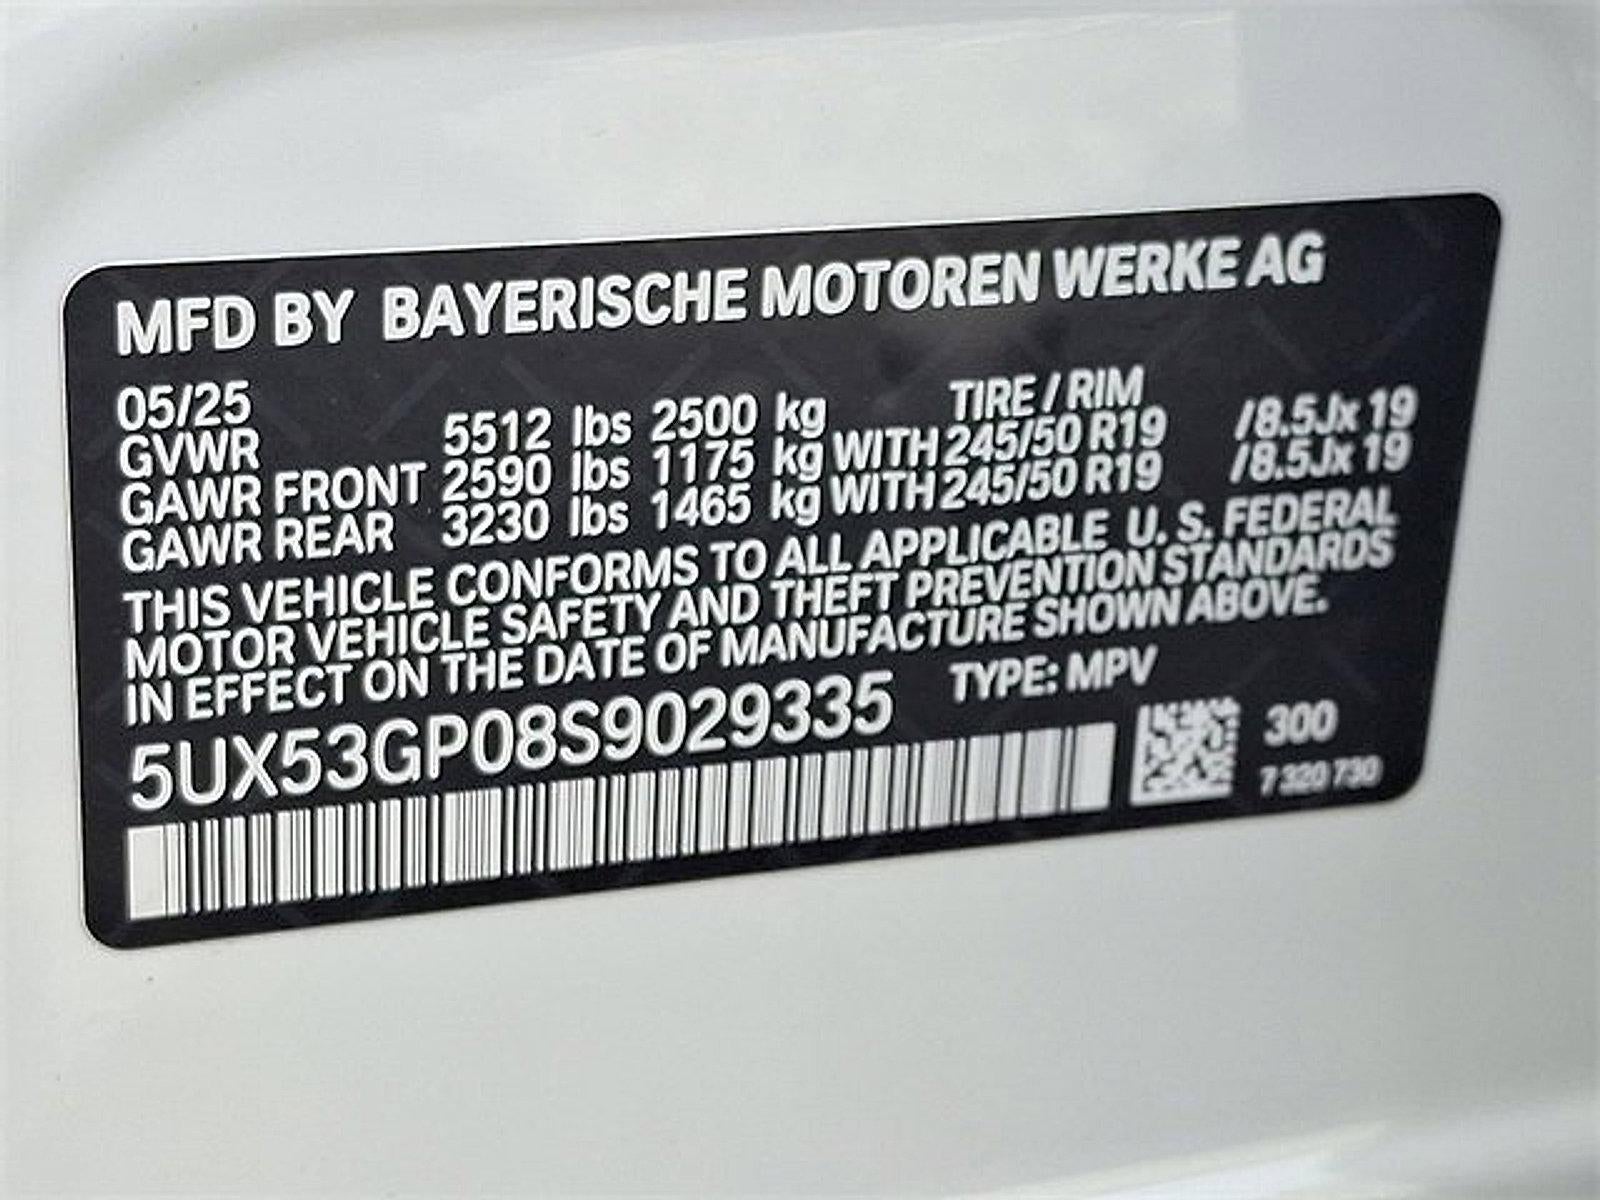 MFD BY BAYERISCHE MOTOREN WERKE AG
05/25 TIRE / RIM
GVWR 5512 lbs 2500 kg
GAWR FRONT 2590 lbs 1175 kg WITH 245/50 R19 /8.5Jx 19
GAWR REAR 3230 lbs 1465 kg WITH 245/50 R19 /8.5Jx 19
THIS VEHICLE CONFORMS TO ALL APPLICABLE U. S. FEDERAL
MOTOR VEHICLE SAFETY AND THEFT PREVENTION STANDARDS
IN EFFECT ON THE DATE OF MANUFACTURE SHOWN ABOVE.
5UX53GP08S9029335 TYPE: MPV
300
7 320 730